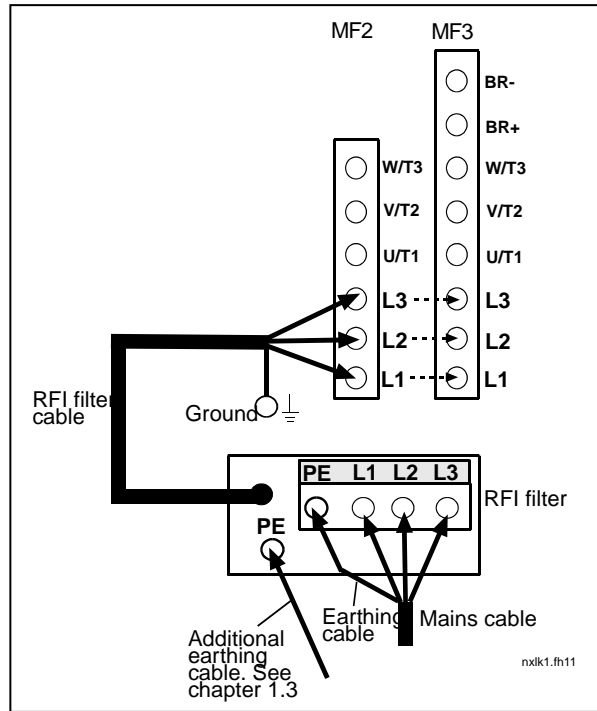 MF2 MF3
BR-
BR+
W/T3 W/T3
V/T2 V/T2
U/T1 U/T1
L3 L3
L2 L2
L1 L1
RFI filter
cable
Ground
PE L1 L2 L3
RFI filter
PE
Earthing
cable
Mains cable
Additional
earthing
cable. See
chapter 1.3
nxlk1.fh11